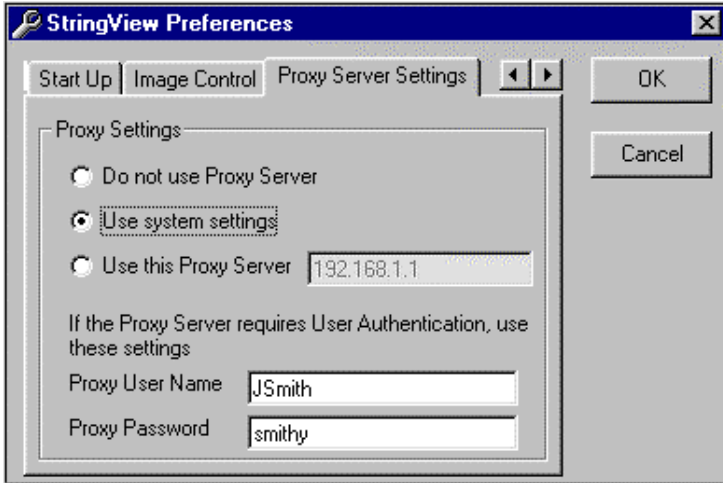 StringView Preferences
Start Up Image Control Proxy Server Settings
OK
Cancel
Proxy Settings
Do not use Proxy Server
Use system settings
Use this Proxy Server 192.168.1.1
If the Proxy Server requires User Authentication, use
these settings
Proxy User Name JSmith
Proxy Password smithy